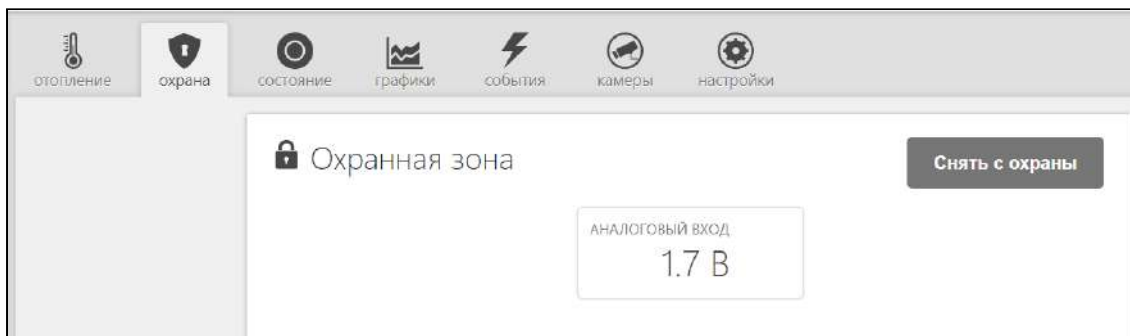 отопление охрана состояние графики события камеры настройки
Охранная зона
Снять с охраны
АНАЛОГОВЫЙ ВХОД
1.7 В